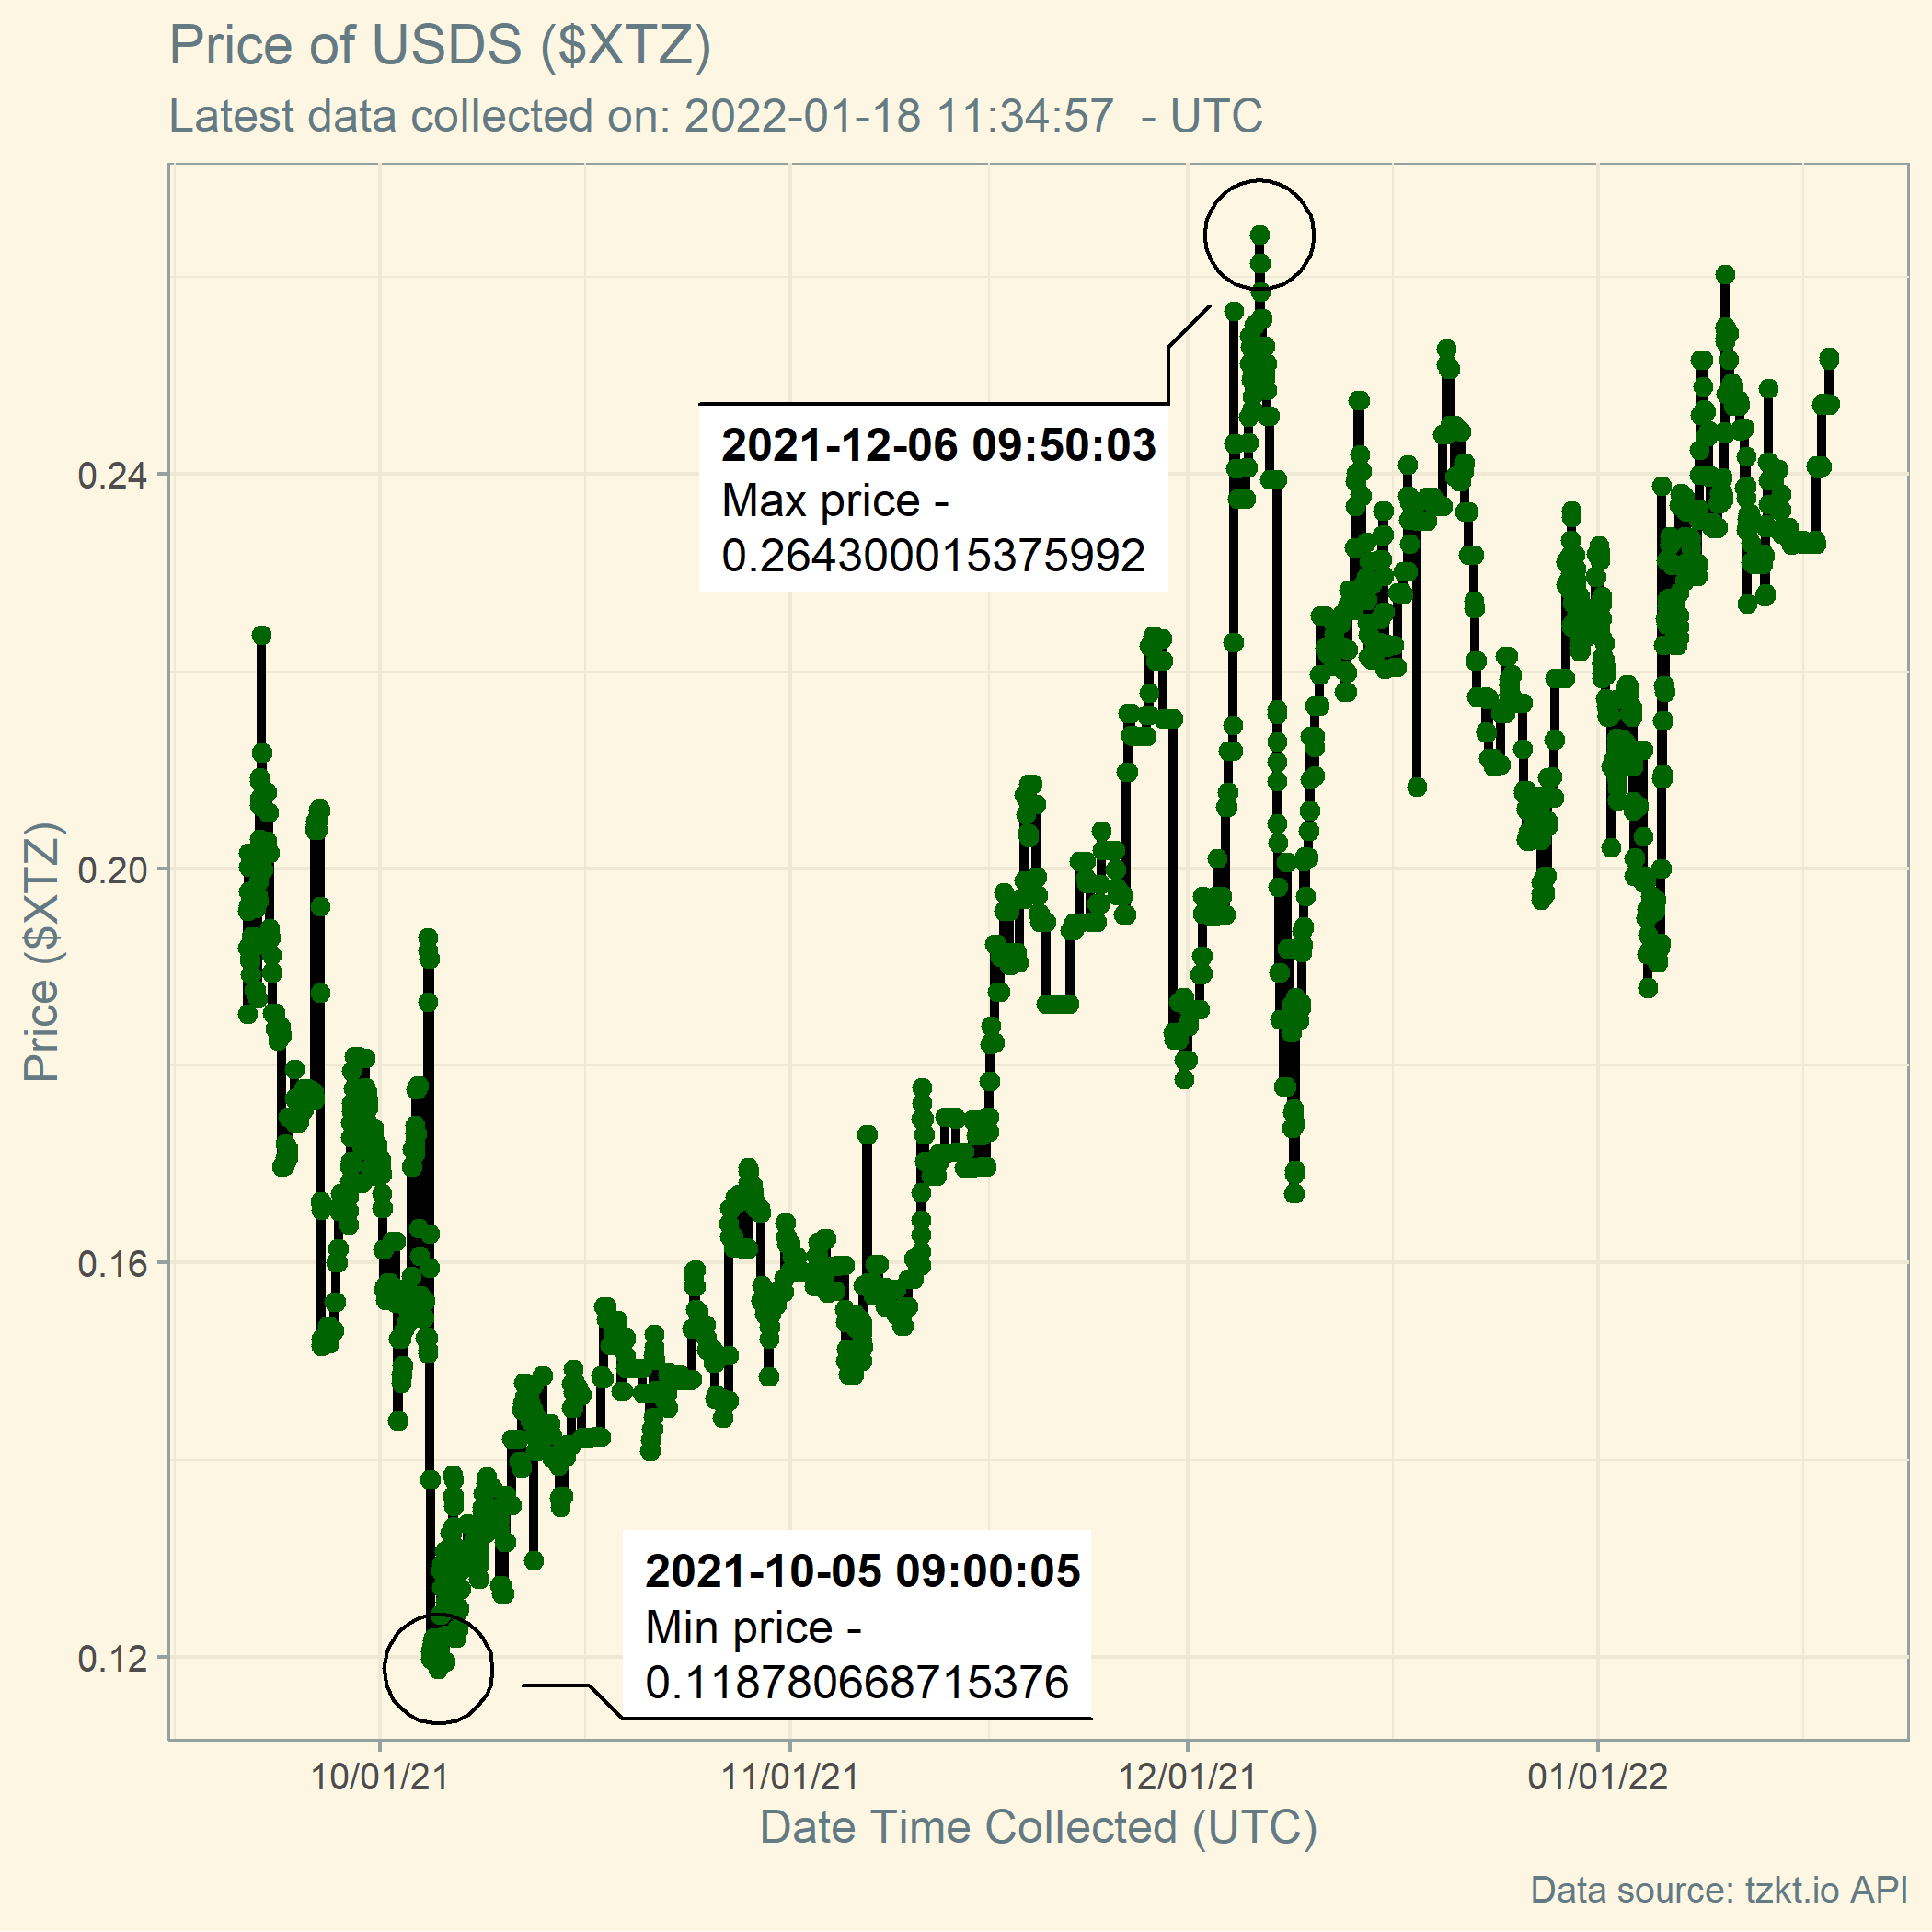 Price of USDS ($XTZ)
Latest data collected on: 2022-01-18 11:34:57  - UTC
2021-12-06 09:50:03
Max price -
0.264300015375992
0.24
0.20
Price ($XTZ)
0.16
2021-10-05 09:00:05
Min price -
0.118780668715376
0.12
10/01/21
11/01/21
12/01/21
01/01/22
Date Time Collected (UTC)
Data source: tzkt.io API